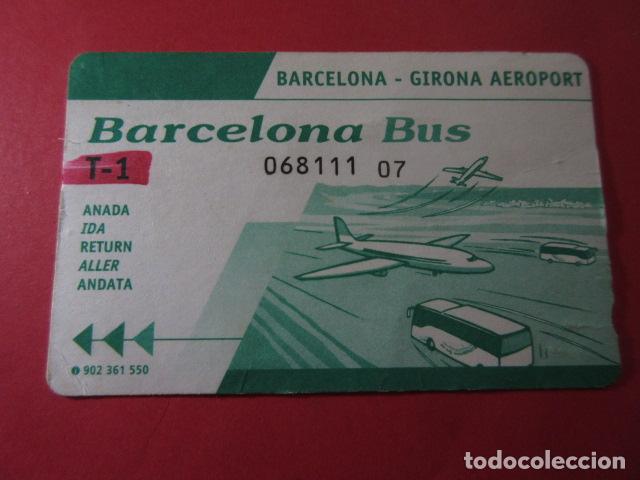 BARCELONA - GIRONA AEROPORT
Barcelona Bus
T-1 068111 07
ANADA
IDA
RETURN
ALLER
ANDATA
902 361 550
todocoleccion